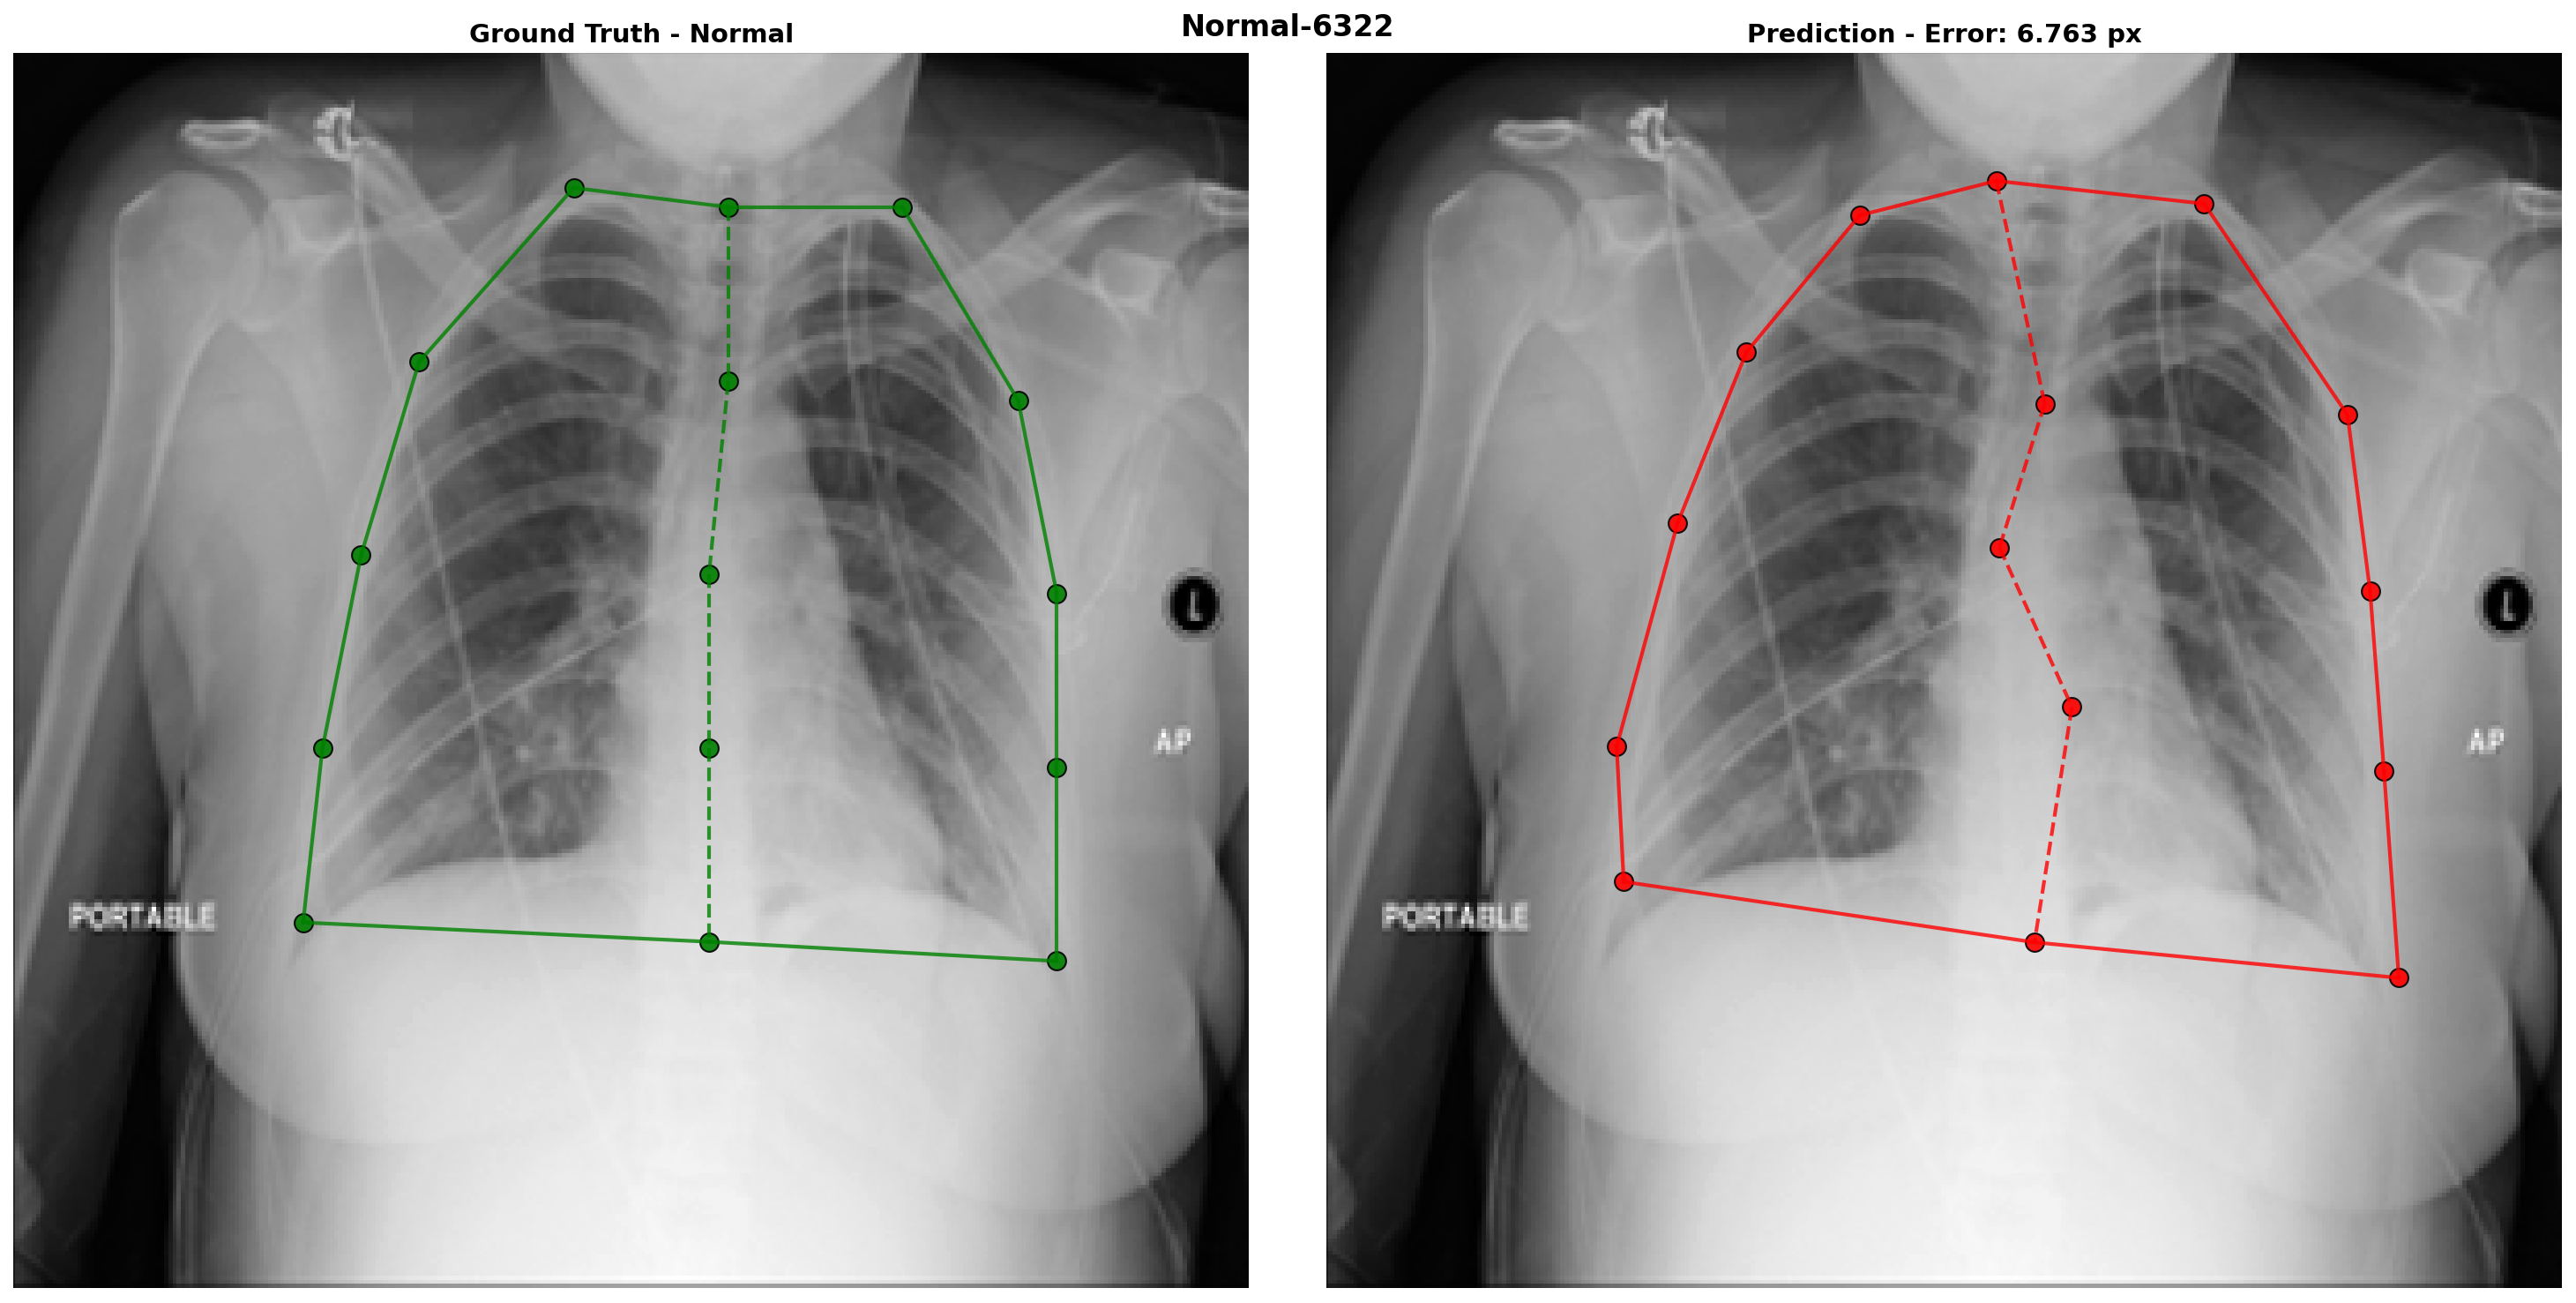 Normal-6322
Ground Truth - Normal
Prediction - Error: 6.763 px
L
AP
PORTABLE
L
AP
PORTABLE